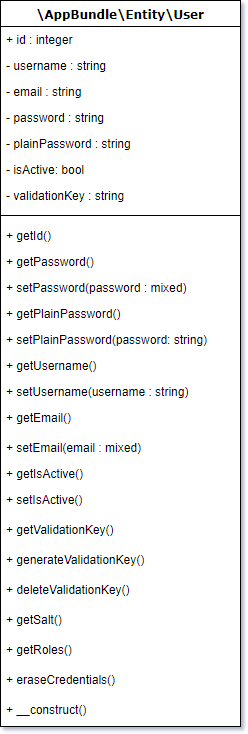 \AppBundle\Entity\User
+ id : integer
- username : string
- email : string
- password : string
- plainPassword : string
- isActive: bool
- validationKey : string
+ getId()
+ getPassword()
+ setPassword(password : mixed)
+ getPlainPassword()
+ setPlainPassword(password: string)
+ getUsername()
+ setUsername(username : string)
+ getEmail()
+ setEmail(email : mixed)
+ getIsActive()
+ setIsActive()
+ getValidationKey()
+ generateValidationKey()
+ deleteValidationKey()
+ getSalt()
+ getRoles()
+ eraseCredentials()
+ __construct()